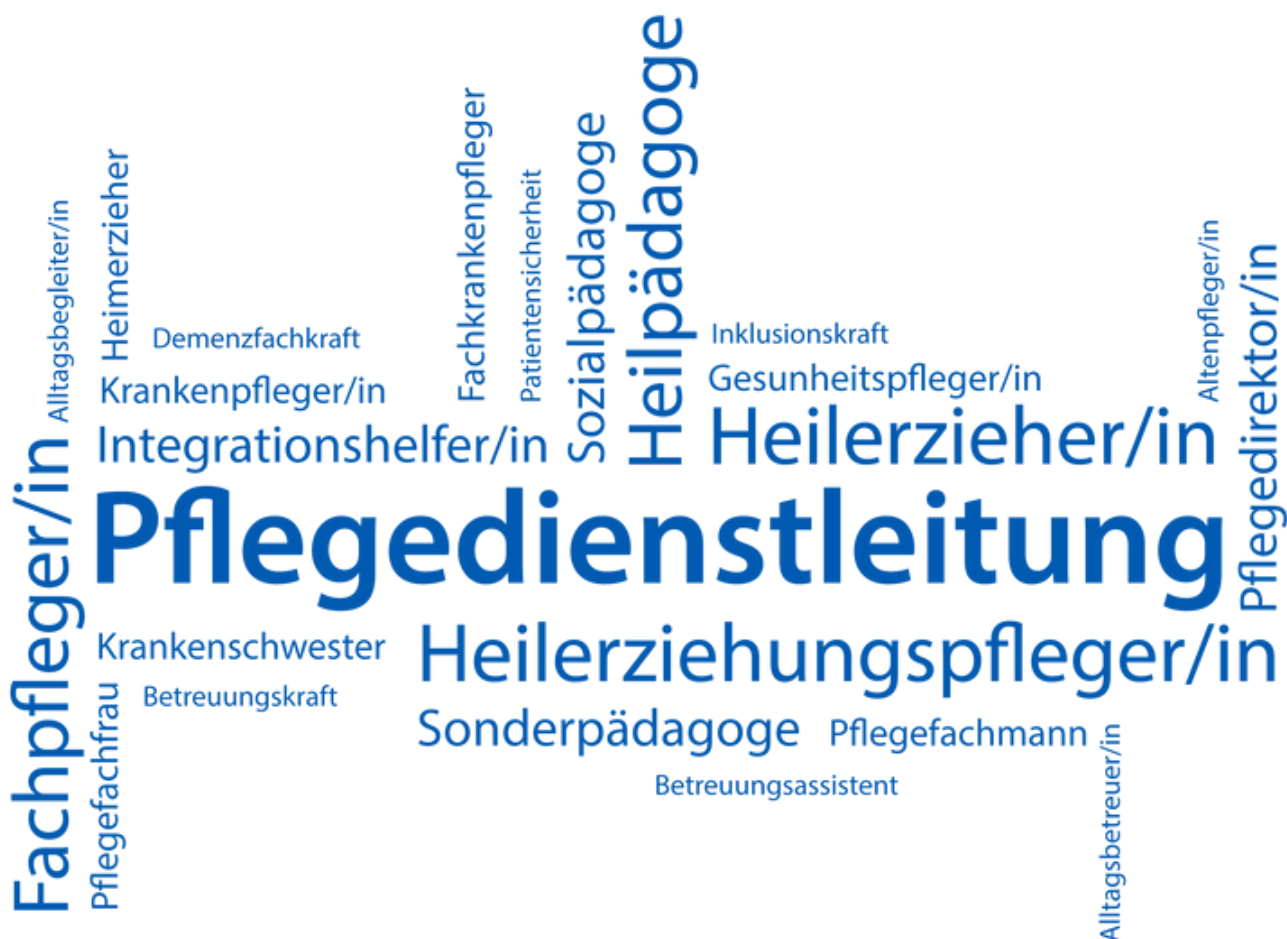 Heilpädagoge
Fachkrankenpfleger
Sozialpädagoge
Heimerzieher
Patientensicherheit
Alltagsbegleiter/in
Altenpfleger/in
Pflegedirektor/in
Demenzfachkraft
Inklusionskraft
Krankenpfleger/in
Gesunheitspfleger/in
Integrationshelfer/in
Heilerzieher/in
Fachpfleger/in
Pflegedienstleitung
Krankenschwester
Heilerziehungspfleger/in
Betreuungskraft
Pflegefachfrau
Sonderpädagoge
Pflegefachmann
Betreuungsassistent
Alltagsbetreuer/in